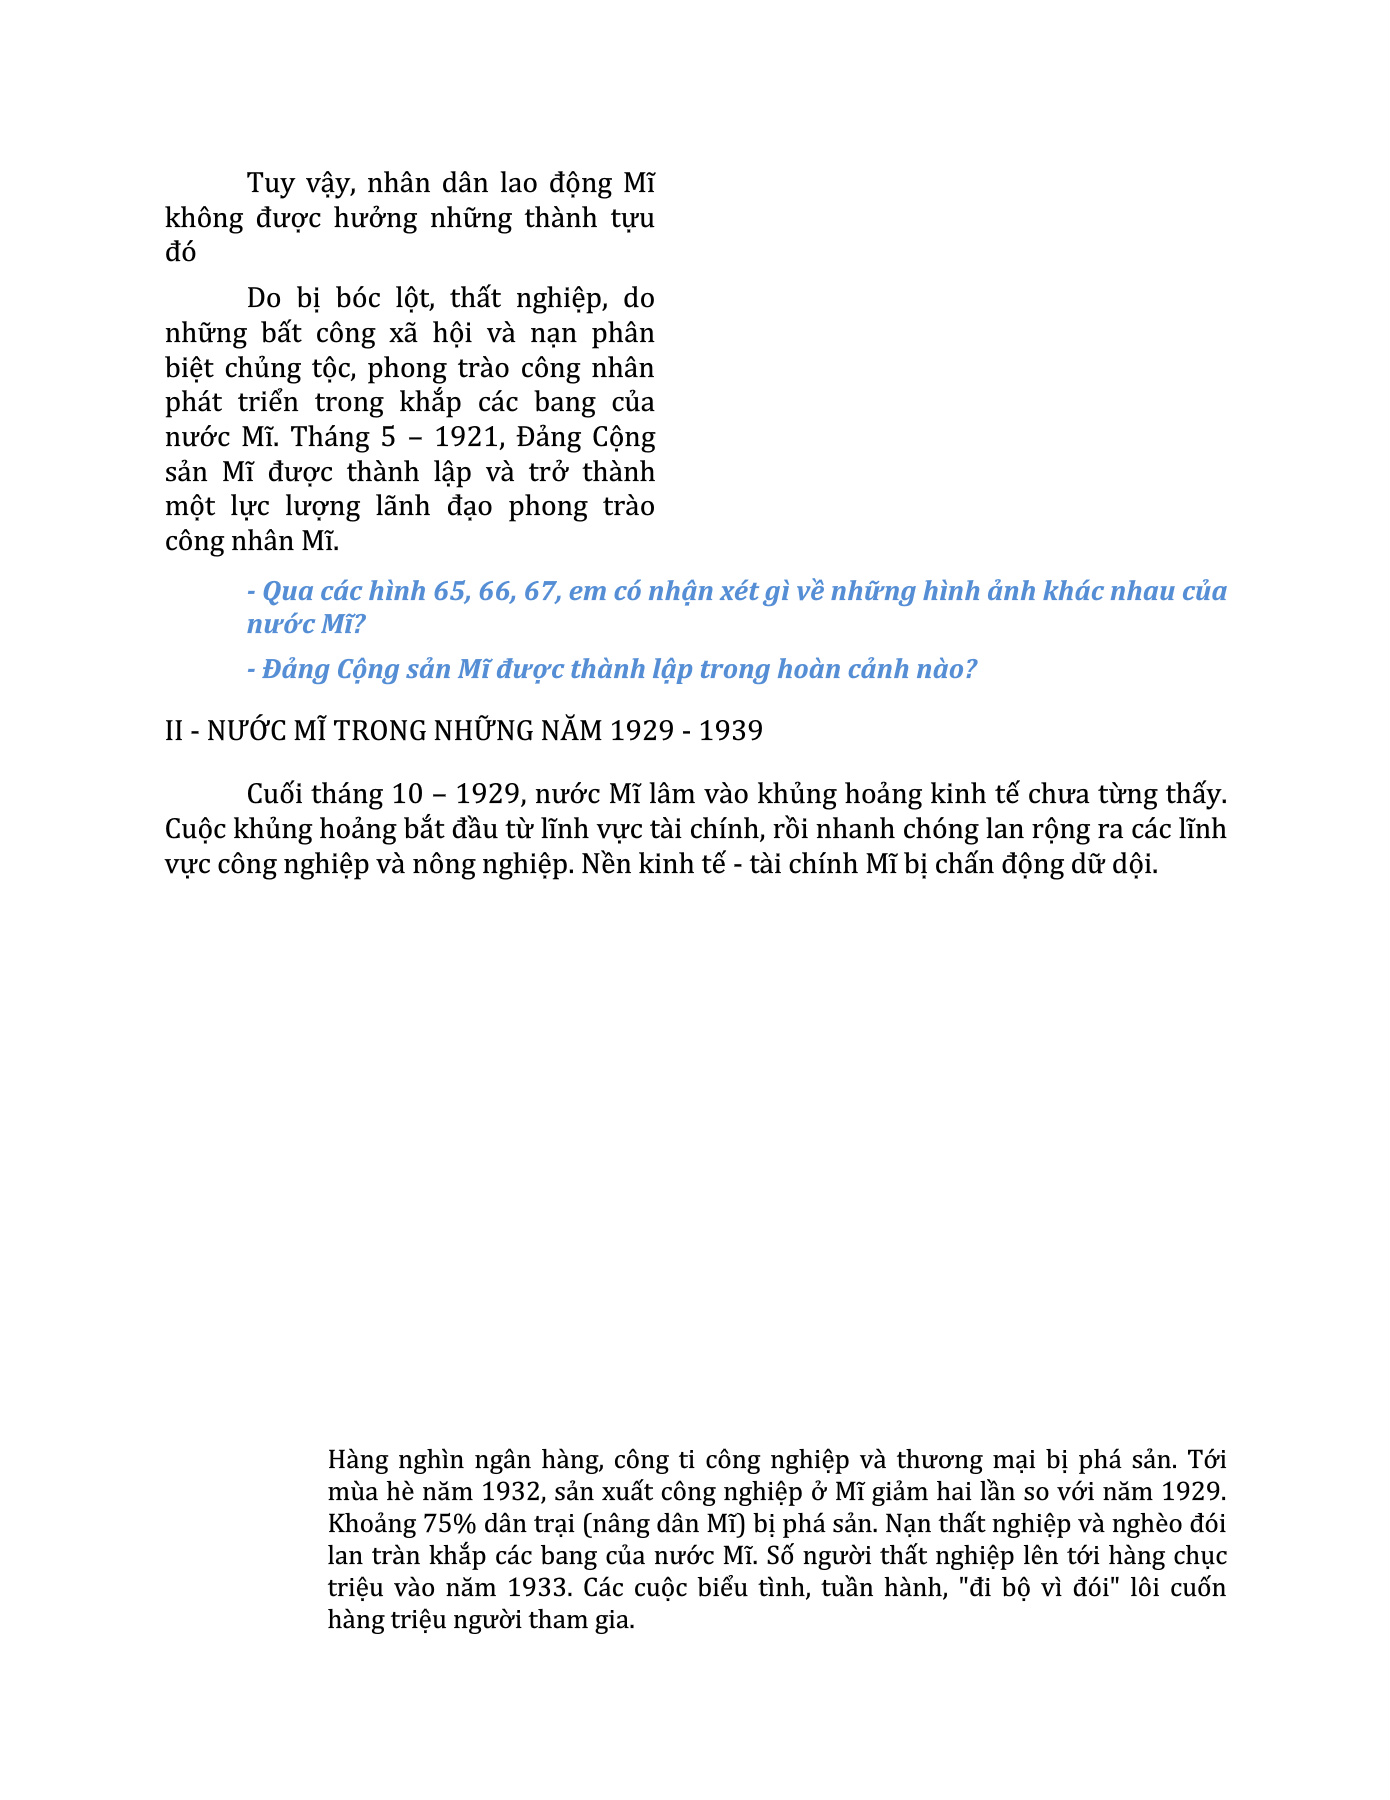 Tuy vậy, nhân dân lao động Mĩ
không được hưởng những thành tựu
đó
Do bị bóc lột, thất nghiệp, do
những bất công xã hội và nạn phân
biệt chủng tộc, phong trào công nhân
phát triển trong khắp các bang của
nước Mĩ. Tháng 5 – 1921, Đảng Cộng
sản Mĩ được thành lập và trở thành
một lực lượng lãnh đạo phong trào
công nhân Mĩ.
- Qua các hình 65, 66, 67, em có nhận xét gì về những hình ảnh khác nhau của
nước Mĩ?
- Đảng Cộng sản Mĩ được thành lập trong hoàn cảnh nào?
II - NƯỚC MĨ TRONG NHỮNG NĂM 1929 - 1939
Cuối tháng 10 – 1929, nước Mĩ lâm vào khủng hoảng kinh tế chưa từng thấy.
Cuộc khủng hoảng bắt đầu từ lĩnh vực tài chính, rồi nhanh chóng lan rộng ra các lĩnh
vực công nghiệp và nông nghiệp. Nền kinh tế - tài chính Mĩ bị chấn động dữ dội.
Hàng nghìn ngân hàng, công ti công nghiệp và thương mại bị phá sản. Tới
mùa hè năm 1932, sản xuất công nghiệp ở Mĩ giảm hai lần so với năm 1929.
Khoảng 75% dân trại (nâng dân Mĩ) bị phá sản. Nạn thất nghiệp và nghèo đói
lan tràn khắp các bang của nước Mĩ. Số người thất nghiệp lên tới hàng chục
triệu vào năm 1933. Các cuộc biểu tình, tuần hành, "đi bộ vì đói" lôi cuốn
hàng triệu người tham gia.